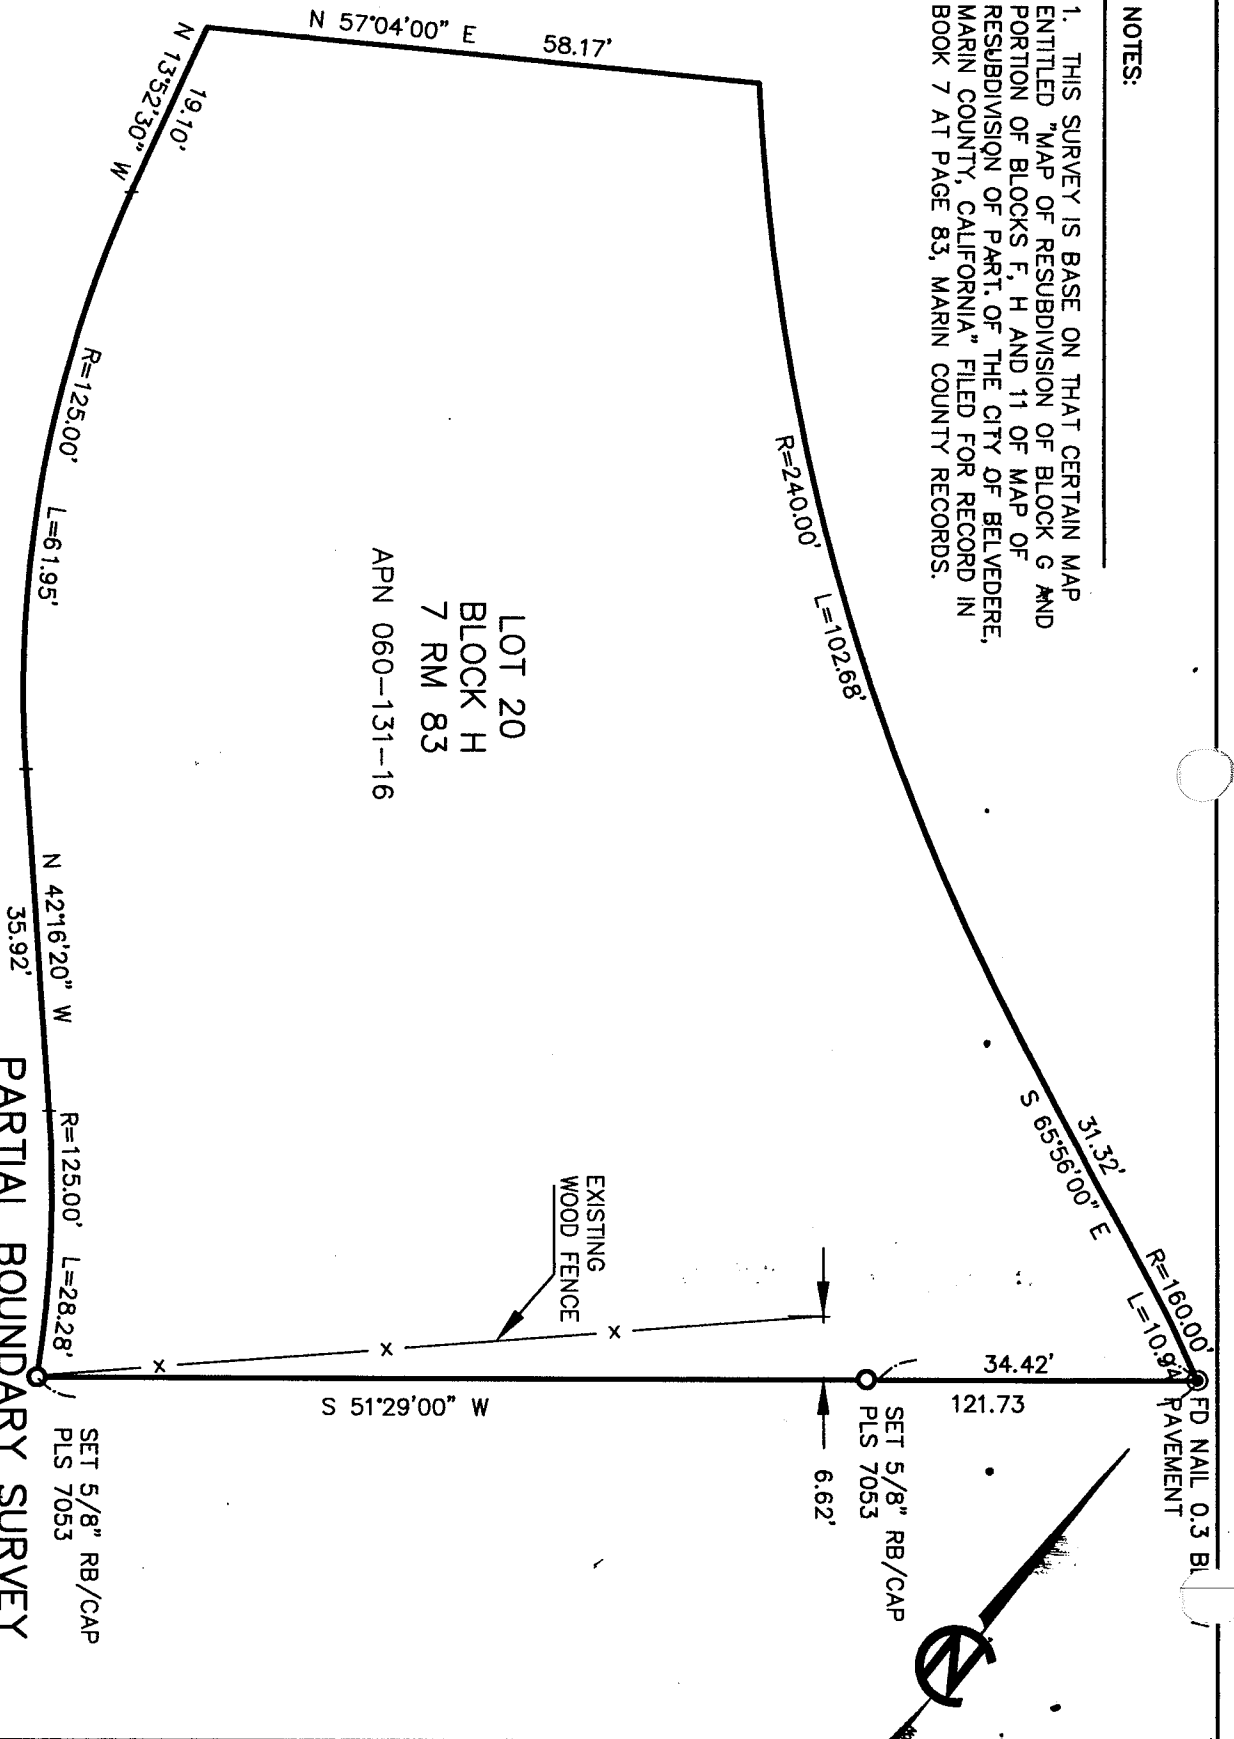 NOTES:
1. THIS SURVEY IS BASE ON THAT CERTAIN MAP
ENTITLED "MAP OF RESUBDIVISION OF BLOCK G AND
PORTION OF BLOCKS F, H AND 11 OF MAP OF
RESUBDIVISION OF PART. OF THE CITY OF BELVEDERE,
MARIN COUNTY, CALIFORNIA" FILED FOR RECORD IN
BOOK 7 AT PAGE 83, MARIN COUNTY RECORDS.
N 57°04'00" E 58.17'
19.10'
N 13°52'30" W
R=125.00' L=61.95'
N 42°16'20" W
35.92'
R=125.00' L=28.28'
R=240.00' L=102.68'
31.32'
S 65°56'00" E
R=160.00'
L=10.94
FD NAIL 0.3
PAVEMENT
34.42'
121.73
SET 5/8" RB/CAP
PLS 7053
6.62'
EXISTING
WOOD FENCE
x x x
S 51°29'00" W
SET 5/8" RB/CAP
PLS 7053
LOT 20
BLOCK H
7 RM 83
APN 060-131-16
N
PARTIAL BOUNDARY SURVEY